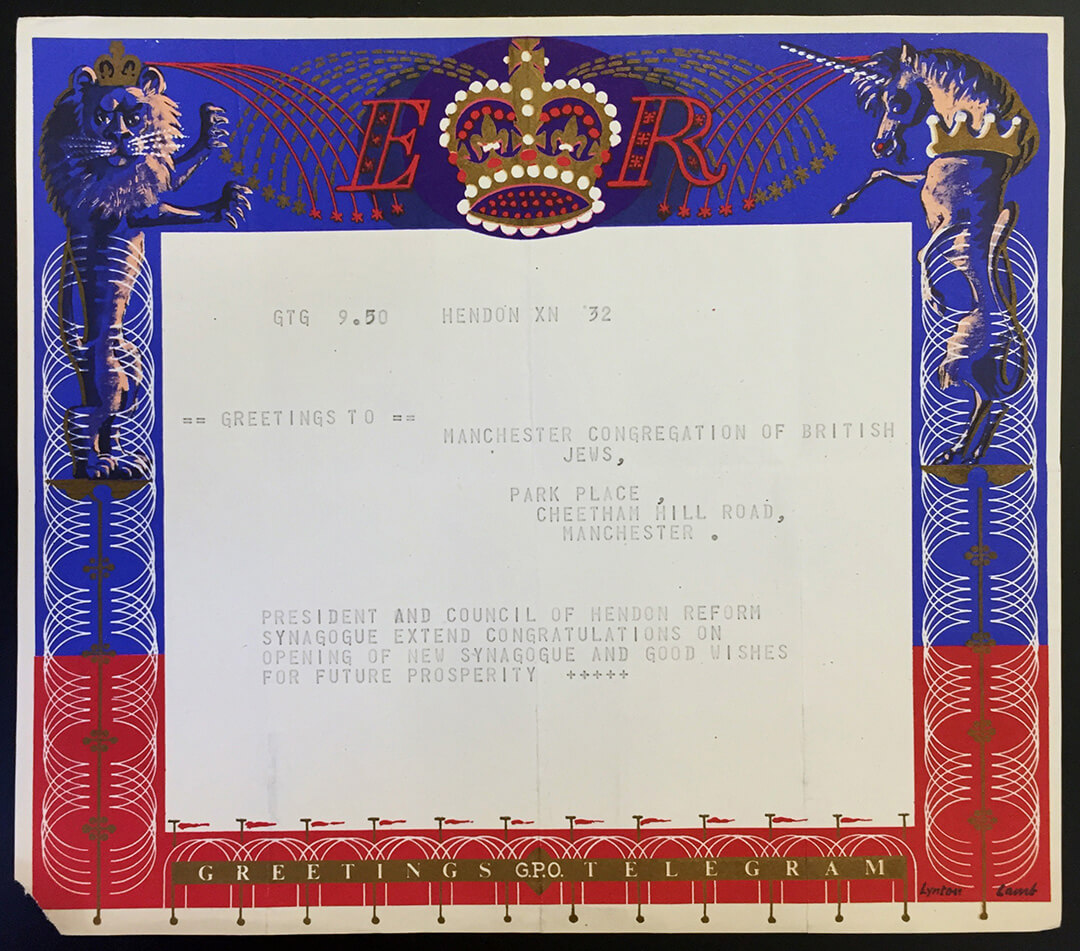 E R
GTG 9.50 HENDON XN 32
== GREETINGS TO ==
MANCHESTER CONGREGATION OF BRITISH
JEWS,
PARK PLACE ,
CHEETHAM HILL ROAD,
MANCHESTER .
PRESIDENT AND COUNCIL OF HENDON REFORM
SYNAGOGUE EXTEND CONGRATULATIONS ON
OPENING OF NEW SYNAGOGUE AND GOOD WISHES
FOR FUTURE PROSPERITY +++++
GREETINGS G.P.O. TELEGRAM
Lynton Lamb